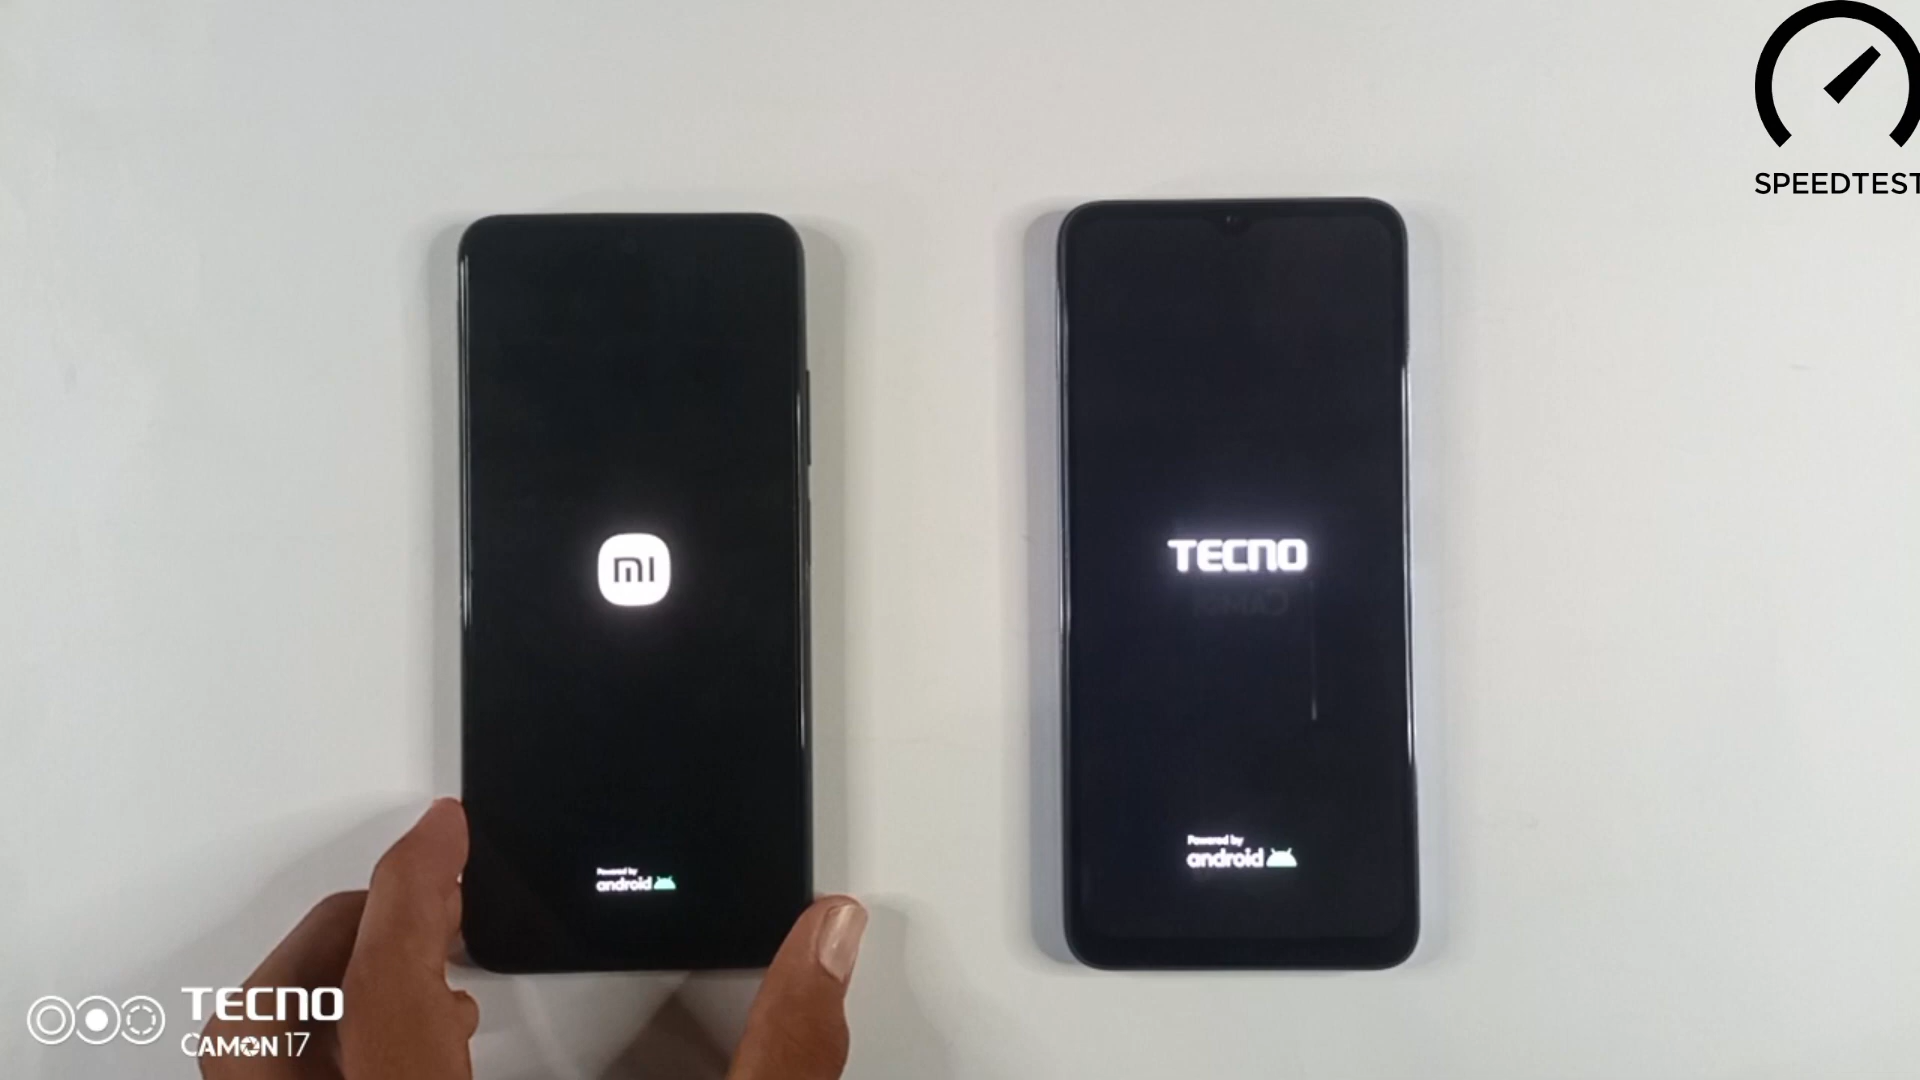 SPEEDTEST
mi
Powered by
android
TECNO
Powered by
android
TECNO
CAMON 17